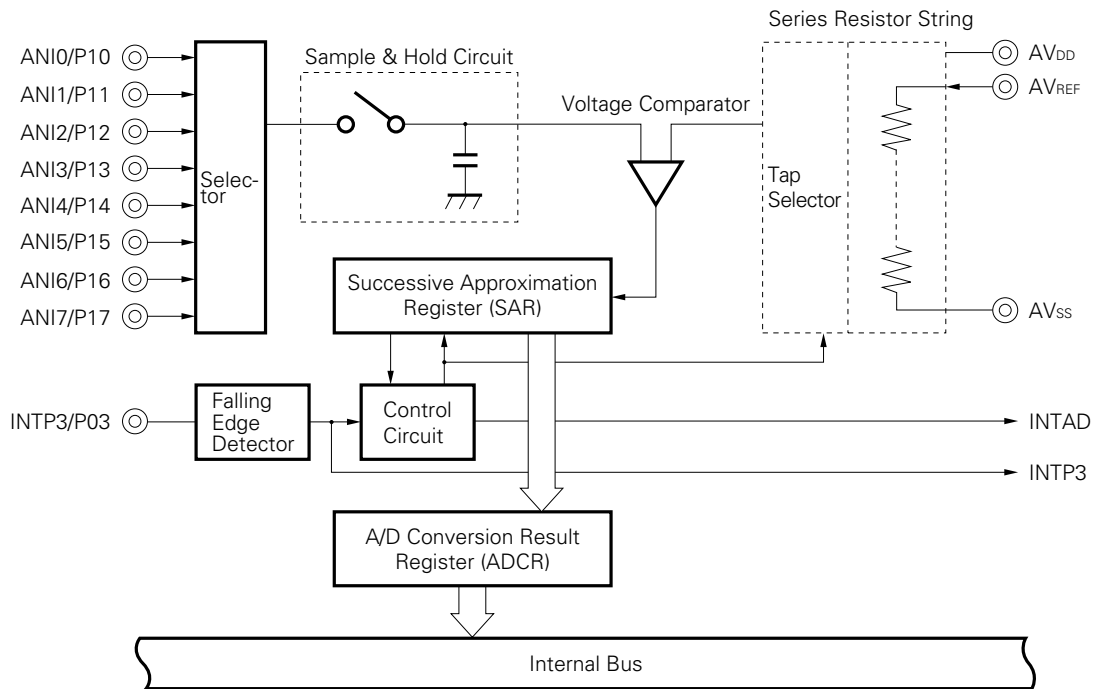 Series Resistor String
ANI0/P10
ANI1/P11
ANI2/P12
ANI3/P13
ANI4/P14
ANI5/P15
ANI6/P16
ANI7/P17
Selec-
tor
Sample & Hold Circuit
Voltage Comparator
Tap
Selector
AVDD
AVREF
AVSS
Successive Approximation
Register (SAR)
INTP3/P03
Falling
Edge
Detector
Control
Circuit
INTAD
INTP3
A/D Conversion Result
Register (ADCR)
Internal Bus